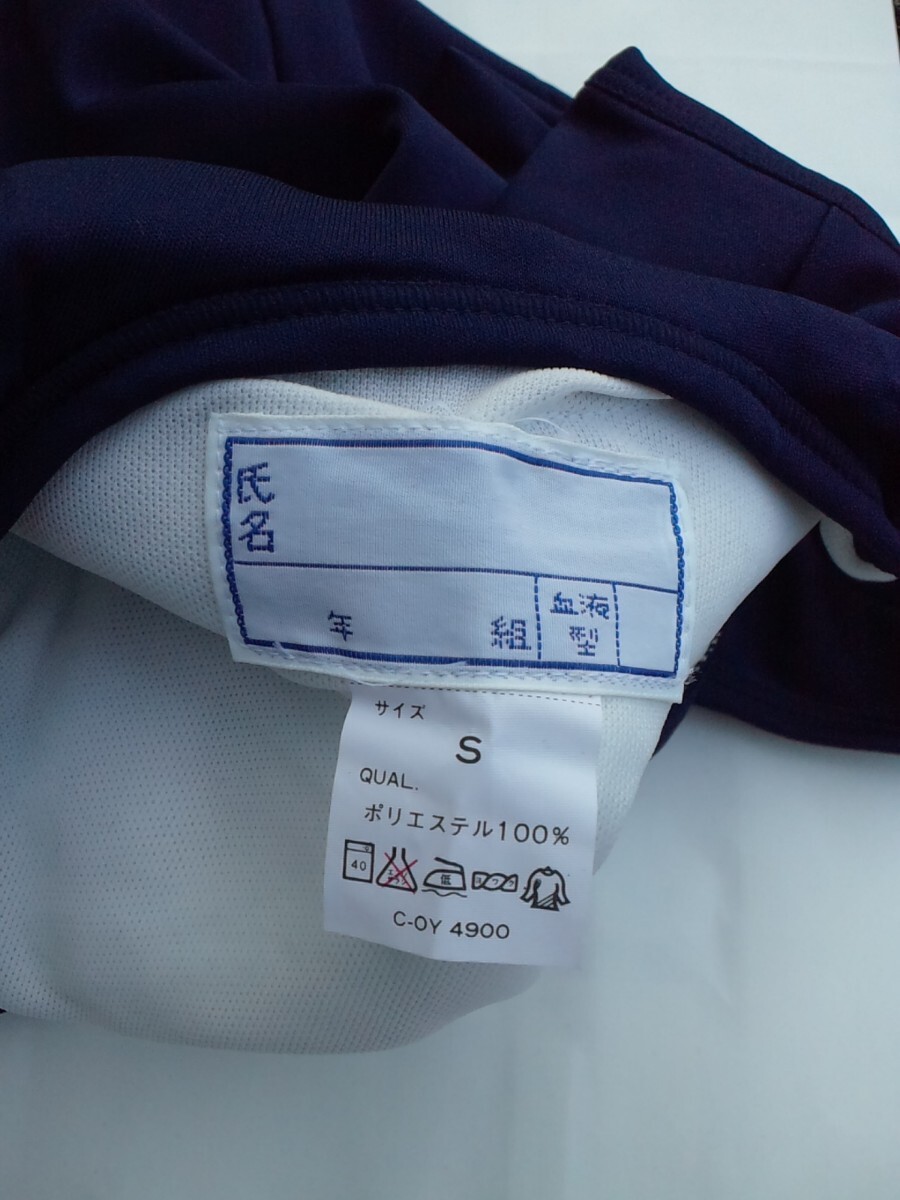 氏名
年 組 血液型
サイズ
S
QUAL.
ポリエステル100%
40 低
C-OY 4900